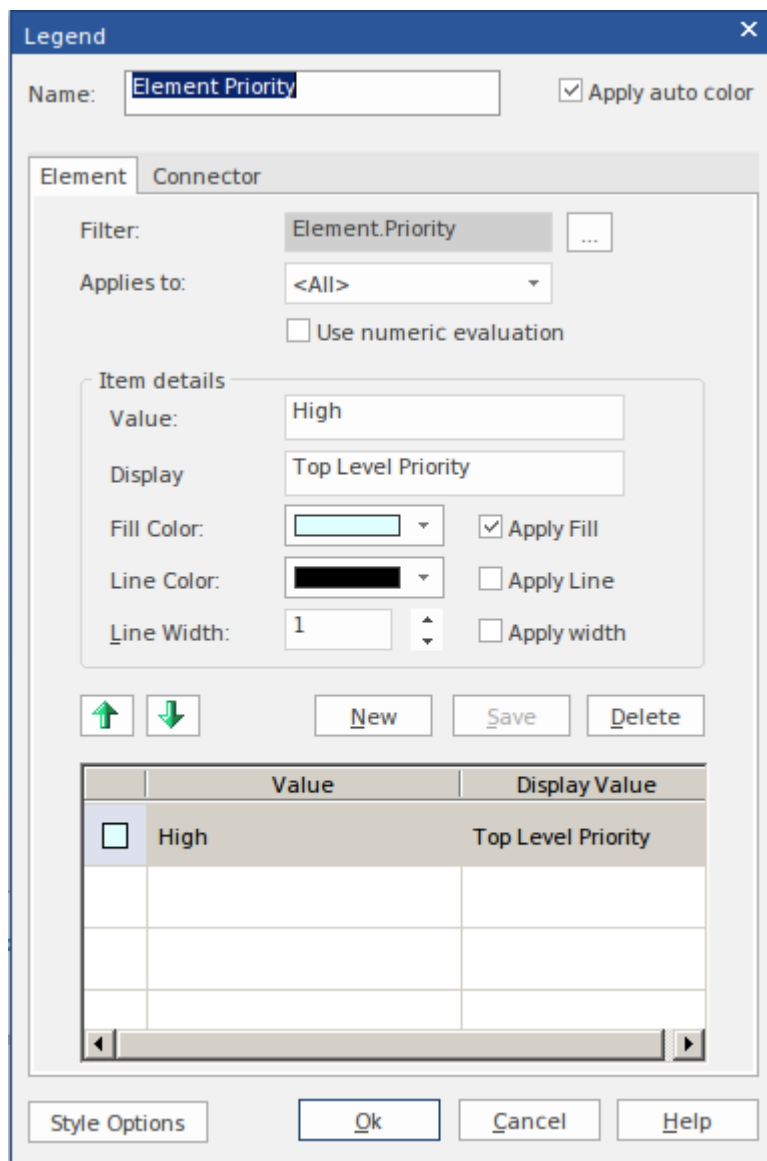 Legend
Name: Element Priority Apply auto color
Element Connector
Filter: Element.Priority ...
Applies to: <All>
Use numeric evaluation
Item details
Value: High
Display Top Level Priority
Fill Color: Apply Fill
Line Color: Apply Line
Line Width: 1 Apply width
New Save Delete
Value Display Value
High Top Level Priority
Style Options Ok Cancel Help